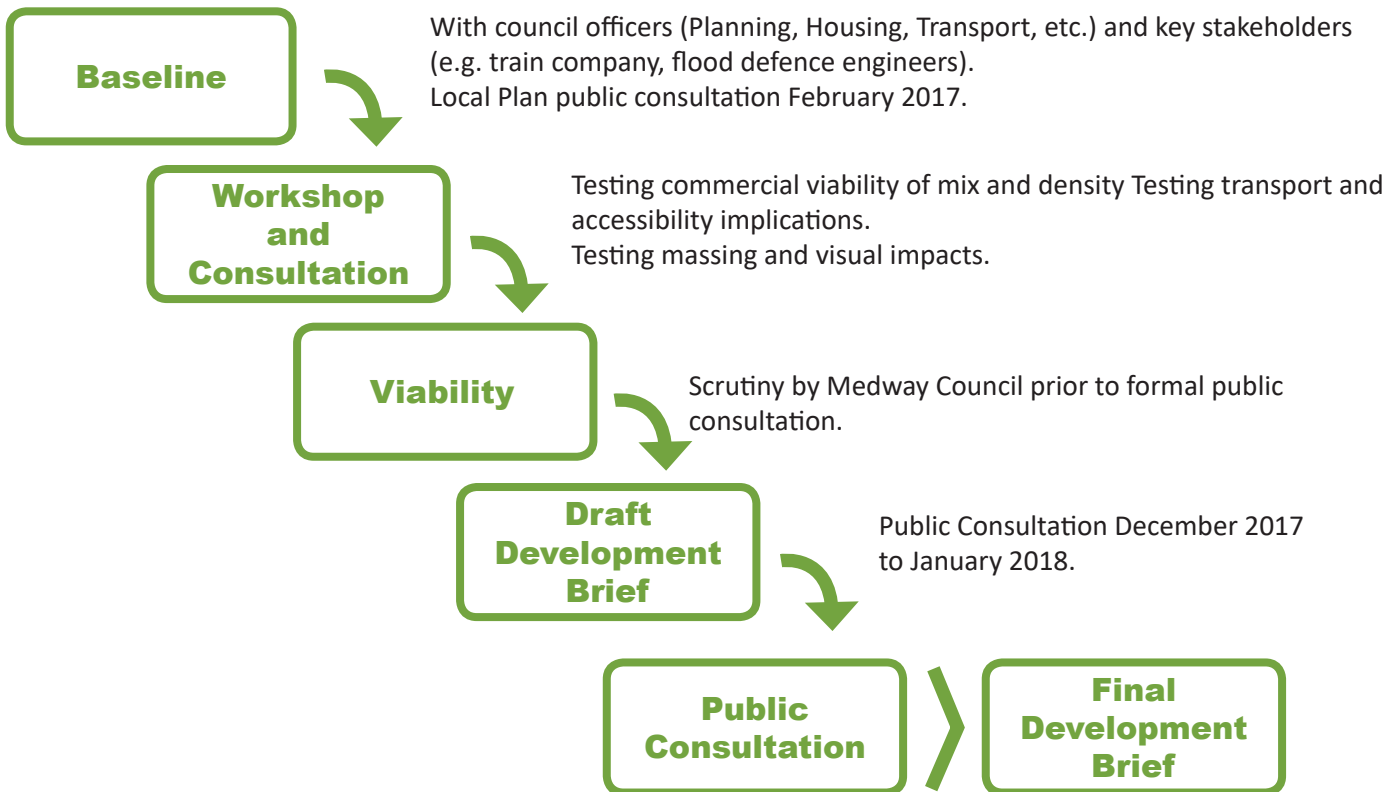 Baseline
With council officers (Planning, Housing, Transport, etc.) and key stakeholders
(e.g. train company, flood defence engineers).
Local Plan public consultation February 2017.
Workshop
and
Consultation
Testing commercial viability of mix and density Testing transport and
accessibility implications.
Testing massing and visual impacts.
Viability
Scrutiny by Medway Council prior to formal public
consultation.
Draft
Development
Brief
Public Consultation December 2017
to January 2018.
Public
Consultation
Final
Development
Brief